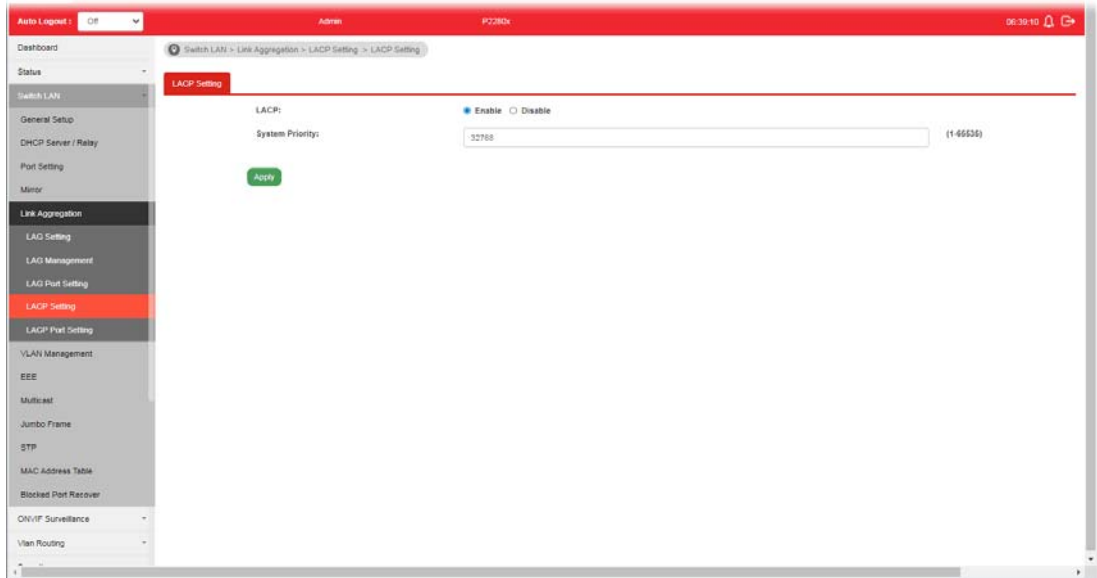 Auto Logout : Off Admin P2280x 06:39:10
Dashboard
Status
Switch LAN
General Setup
DHCP Server / Relay
Port Setting
Mirror
Link Aggregation
LAG Setting
LAG Management
LAG Port Setting
LACP Setting
LACP Port Setting
VLAN Management
EEE
Multicast
Jumbo Frame
STP
MAC Address Table
Blocked Port Recover
ONVIF Surveillance
Vlan Routing
Switch LAN > Link Aggregation > LACP Setting > LACP Setting
LACP Setting
LACP: Enable Disable
System Priority: 32768 (1-65535)
Apply